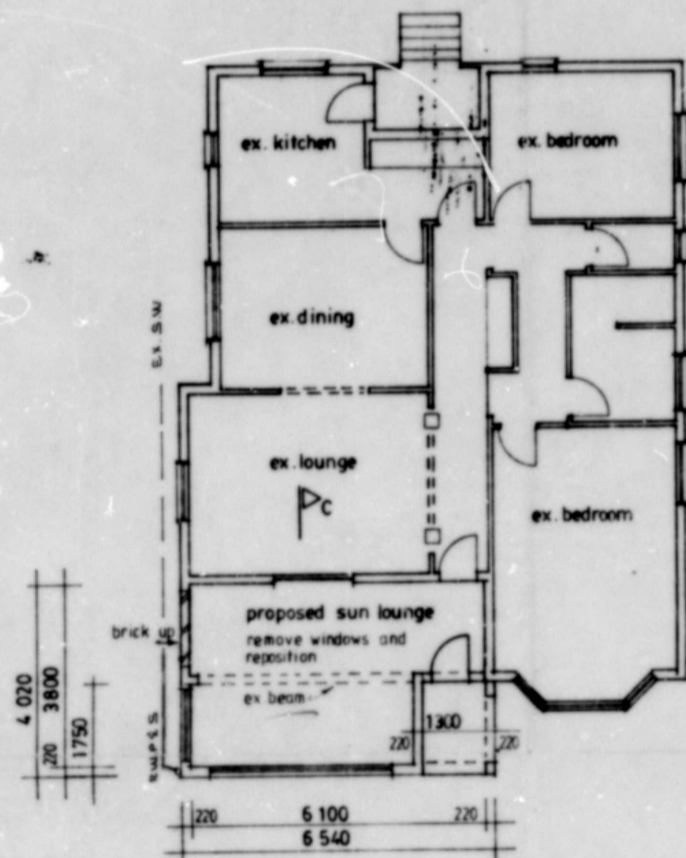 ex. kitchen
ex. bedroom
ex. dining
EX. S.W
ex. lounge
C
ex. bedroom
proposed sun lounge
remove windows and
reposition
brick up
ex. beam
4 020
3800
220
1750
1300
220
220
220
6 100
220
6 540